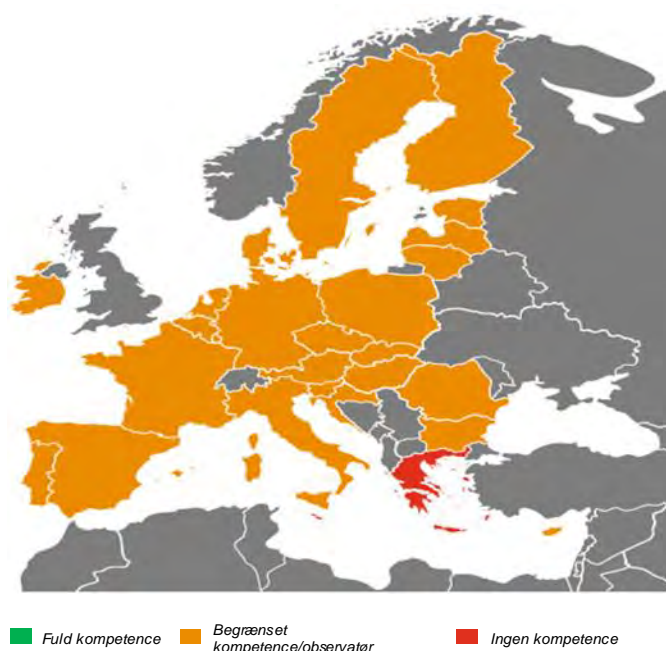 Fuld kompetence
Begrænset
kompetence/observatør
Ingen kompetence